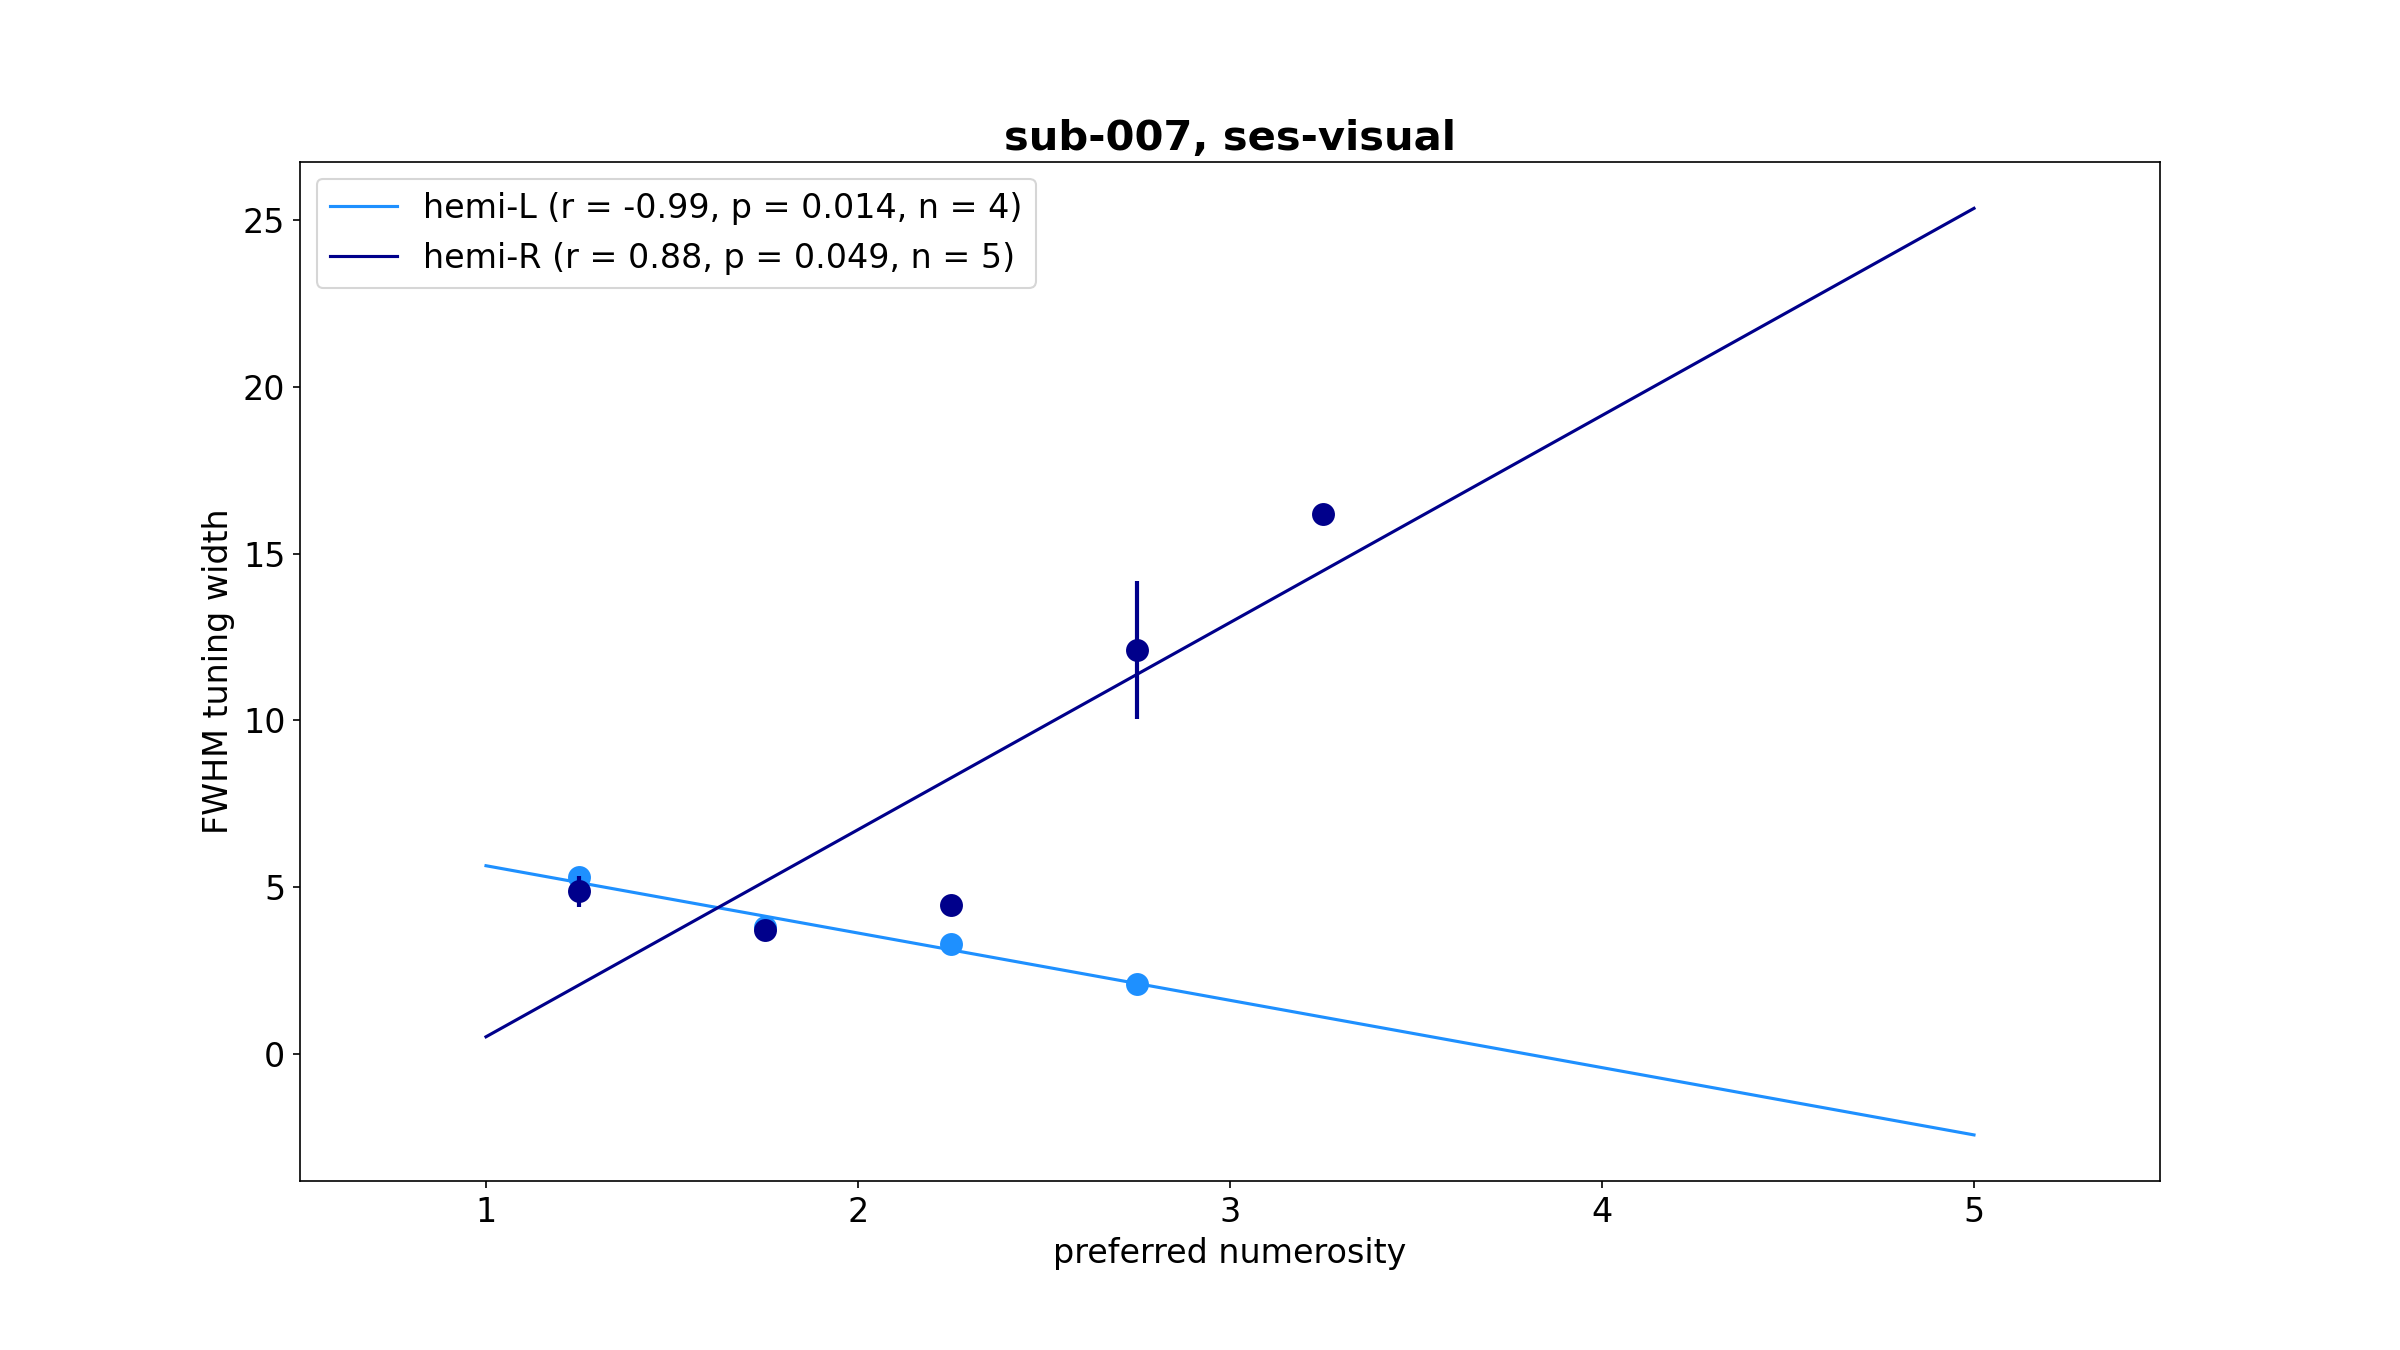 sub-007, ses-visual
hemi-L (r = -0.99, p = 0.014, n = 4)
hemi-R (r = 0.88, p = 0.049, n = 5)
25
20
15
10
5
0
FWHM tuning width
1 2 3 4 5
preferred numerosity